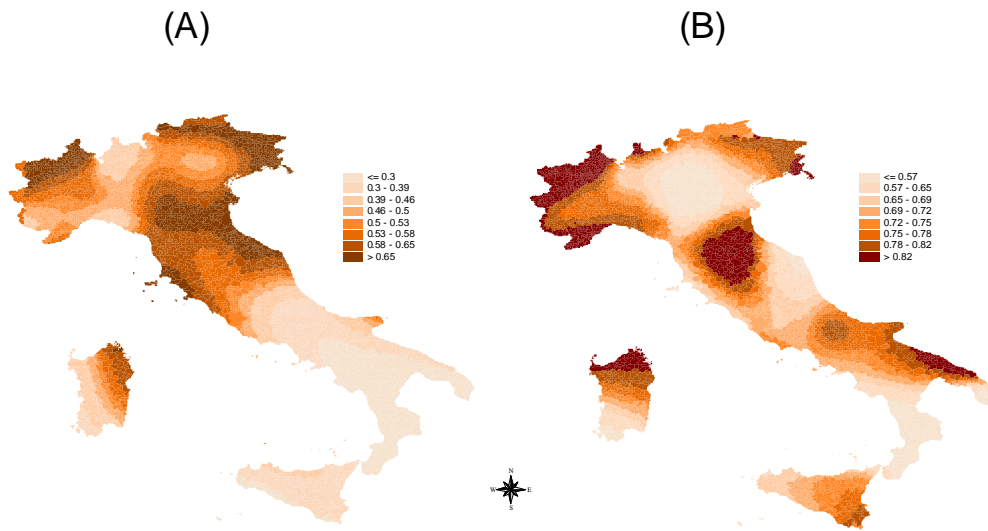 (A)
(B)
<= 0.3
0.3 - 0.39
0.39 - 0.46
0.46 - 0.5
0.5 - 0.53
0.53 - 0.58
0.58 - 0.65
> 0.65
<= 0.57
0.57 - 0.65
0.65 - 0.69
0.69 - 0.72
0.72 - 0.75
0.75 - 0.78
0.78 - 0.82
> 0.82
N
W E
S